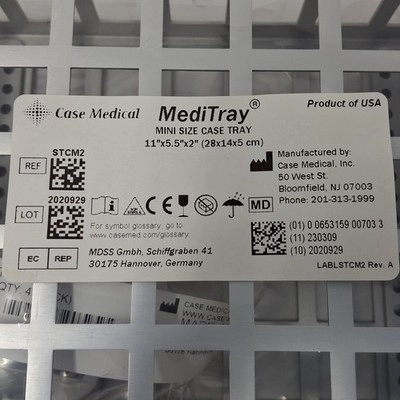 Case Medical
MediTray®
Product of USA
MINI SIZE CASE TRAY
11"x5.5"x2" (28x14x5 cm)
REF
STCM2
LOT
2020929
Manufactured by:
Case Medical, Inc.
50 West St.
Bloomfield, NJ 07003
Phone: 201-313-1999
CE
MD
For symbol glossary, go to
www.casemed.com/glossary.
EC REP
MDSS Gmbh, Schiffgraben 41
30175 Hannover, Germany
(01) 0 0653159 00703 3
(11) 230309
(10) 2020929
LABLSTCM2 Rev. A
QTY 4
CASE MEDICAL